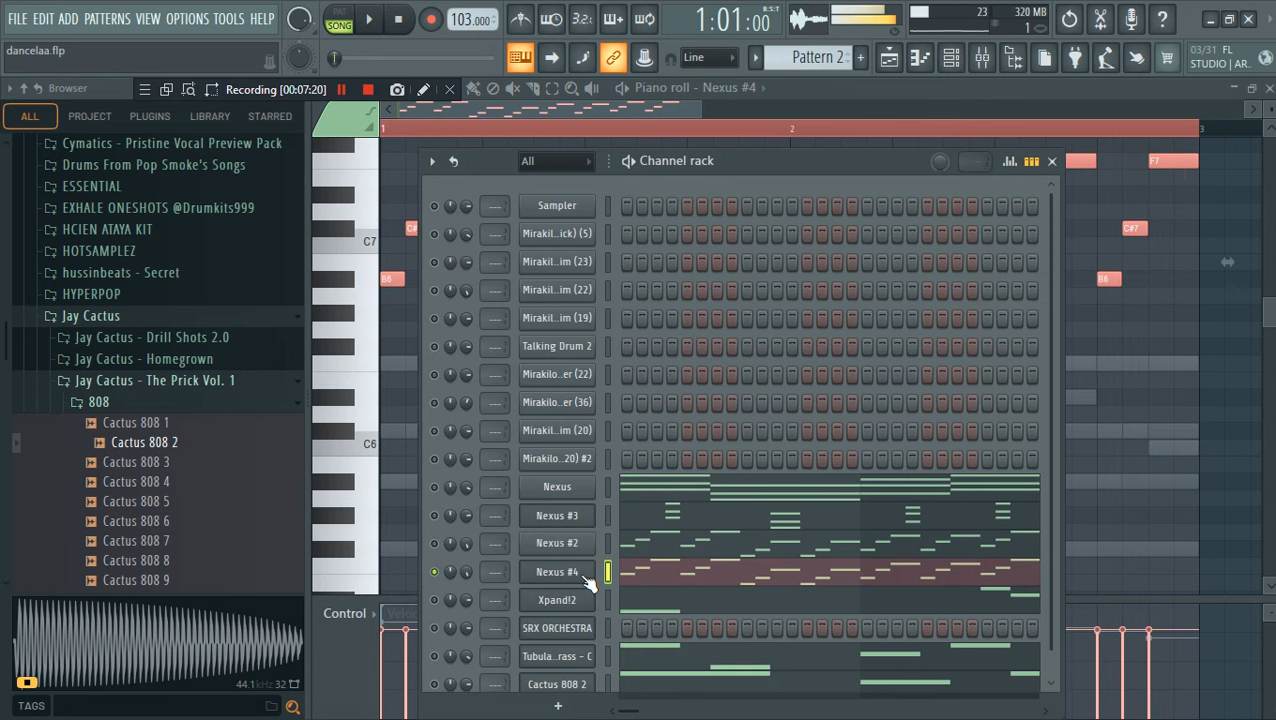 FILE EDIT ADD PATTERNS VIEW OPTIONS TOOLS HELP
PAT
SONG
103.000
3.2.
1:01:00
B:S:T
23
320 MB
1
dancelaa.flp
Line
Pattern 2
+
03/31 FL
STUDIO | AR...
Browser
Recording [00:07:20]
Piano roll - Nexus #4
ALL
PROJECT
PLUGINS
LIBRARY
STARRED
1
2
3
Cymatics - Pristine Vocal Preview Pack
Drums From Pop Smoke's Songs
ESSENTIAL
EXHALE ONESHOTS @Drumkits999
HCIEN ATAYA KIT
HOTSAMPLEZ
hussinbeats - Secret
HYPERPOP
Jay Cactus
Jay Cactus - Drill Shots 2.0
Jay Cactus - Homegrown
Jay Cactus - The Prick Vol. 1
808
Cactus 808 1
Cactus 808 2
Cactus 808 3
Cactus 808 4
Cactus 808 5
Cactus 808 6
Cactus 808 7
Cactus 808 8
Cactus 808 9
44.1kHz 32
TAGS
C7
C6
C#
B6
F7
C#7
B6
All
Channel rack
Sampler
Mirakil..ick) (5)
Mirakil..im (23)
Mirakil..im (22)
Mirakil..im (19)
Talking Drum 2
Mirakilo...er (22)
Mirakilo...er (36)
Mirakil..im (20)
Mirakilo...20) #2
Nexus
Nexus #3
Nexus #2
Nexus #4
Xpand!2
SRX ORCHESTRA
Tubula...rass - C
Cactus 808 2
+
Control
Velo